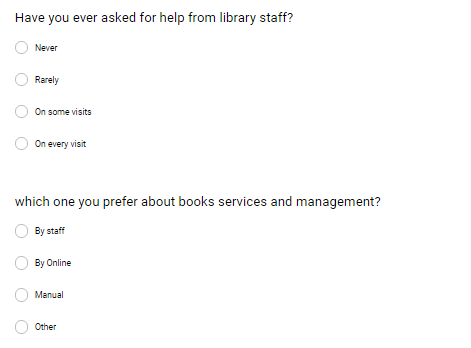 Have you ever asked for help from library staff?
Never
Rarely
On some visits
On every visit
which one you prefer about books services and management?
By staff
By Online
Manual
Other